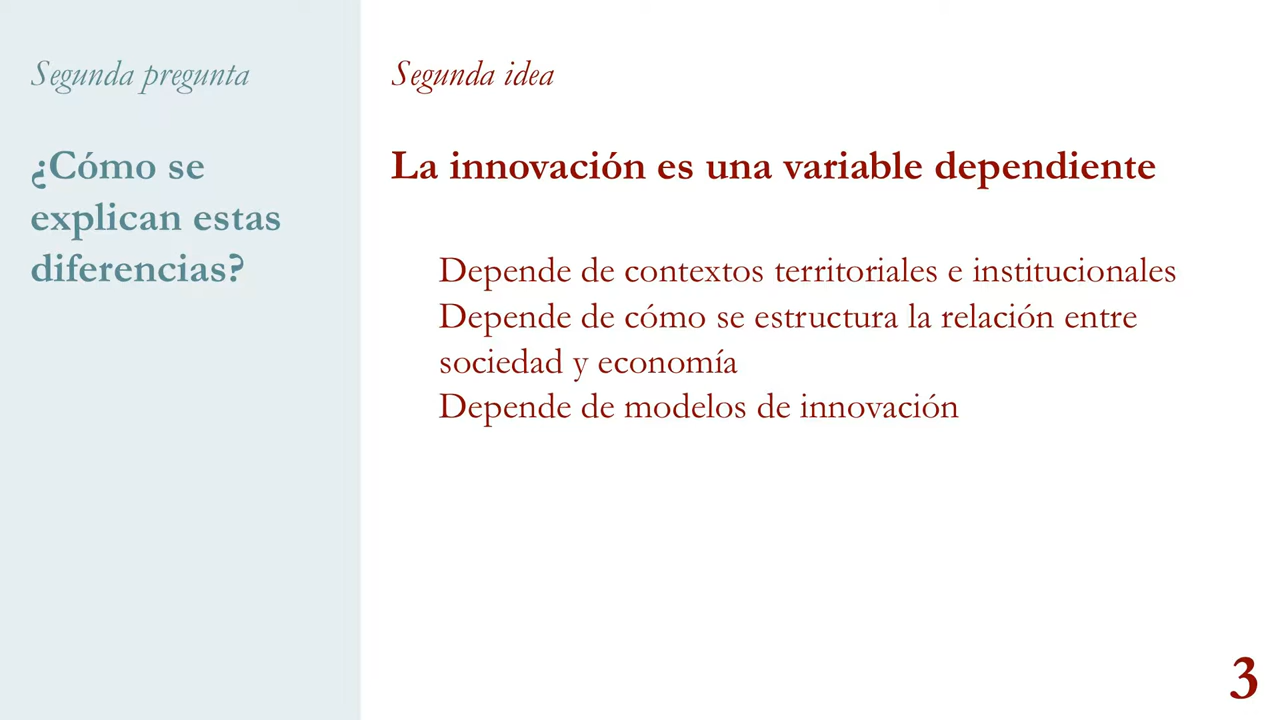 Segunda pregunta
¿Cómo se
explican estas
diferencias?
Segunda idea
La innovación es una variable dependiente
Depende de contextos territoriales e institucionales
Depende de cómo se estructura la relación entre
sociedad y economía
Depende de modelos de innovación
3